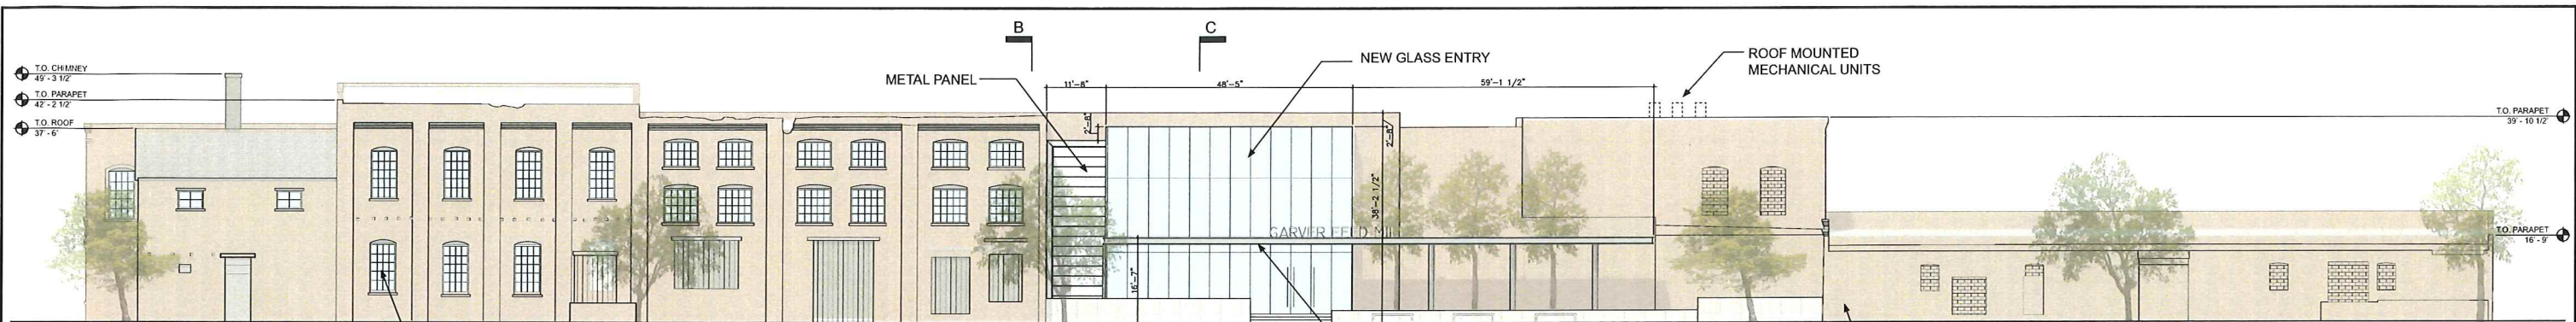 B
C
T.O. CHIMNEY
49' - 3 1/2"
T.O. PARAPET
42' - 2 1/2'
T.O. ROOF
37' - 6'
METAL PANEL
NEW GLASS ENTRY
ROOF MOUNTED
MECHANICAL UNITS
11'-8"
48'-5"
59'-1 1/2"
2'-8"
2'-8"
38'-2 1/2"
16'-7"
GARVER FEED MIL
T.O. PARAPET
39' - 10 1/2'
T.O. PARAPET
16' - 9'